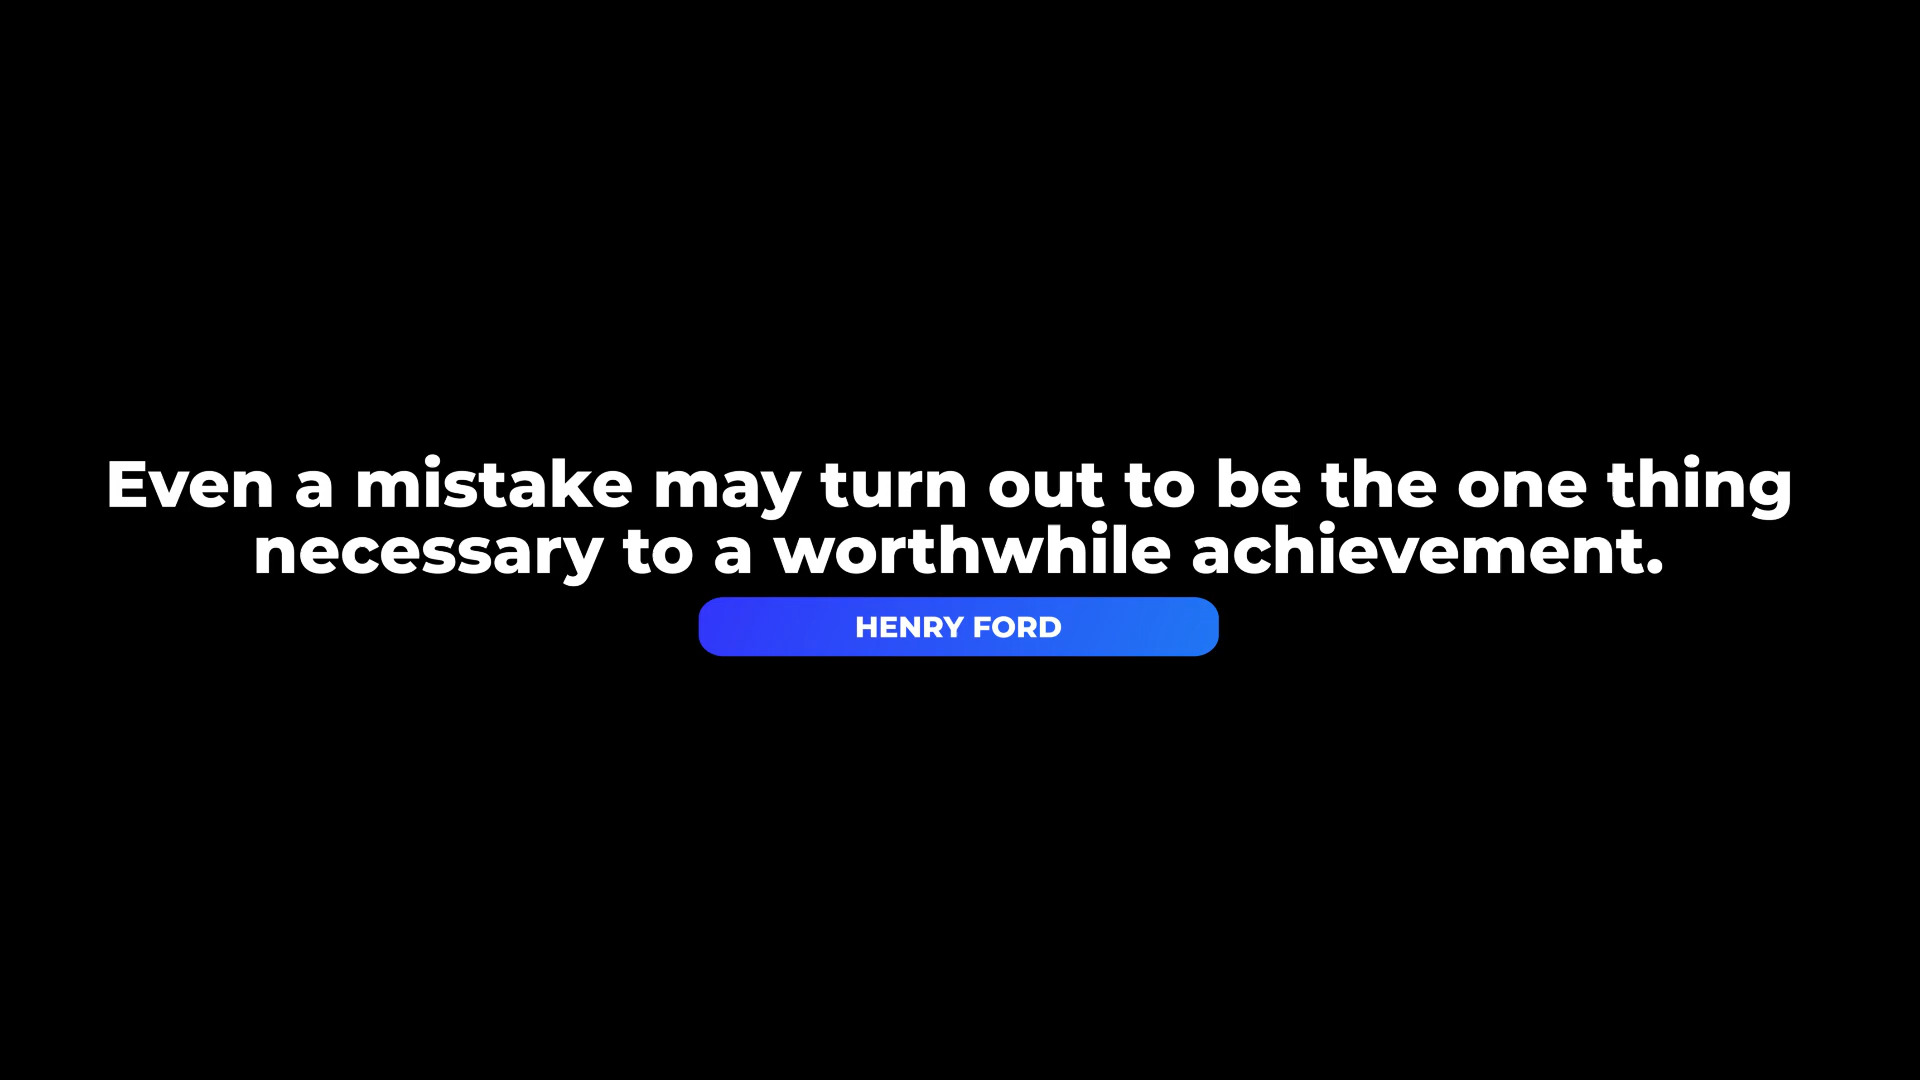 Even a mistake may turn out to be the one thing
necessary to a worthwhile achievement.
HENRY FORD